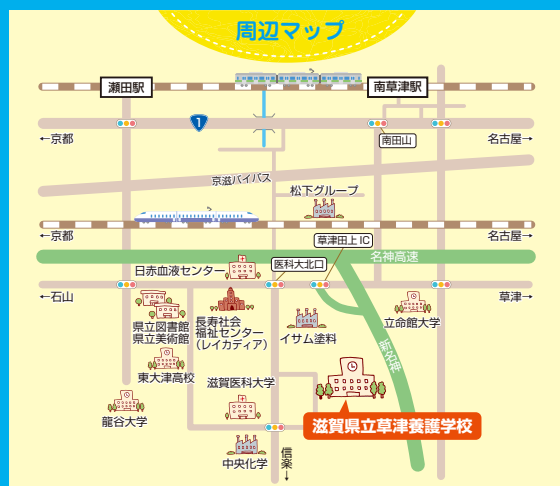 周辺マップ
瀬田駅
南草津駅
1
南田山
←京都
名古屋→
京滋バイパス
松下グループ
←京都
名古屋→
草津田上IC
名神高速
日赤血液センター
医科大北口
←石山
草津→
県立図書館
県立美術館
長寿社会
福祉センター
（レイカディア）
イサム塗料
立命館大学
新名神
東大津高校
滋賀医科大学
龍谷大学
滋賀県立草津養護学校
中央化学
信楽→